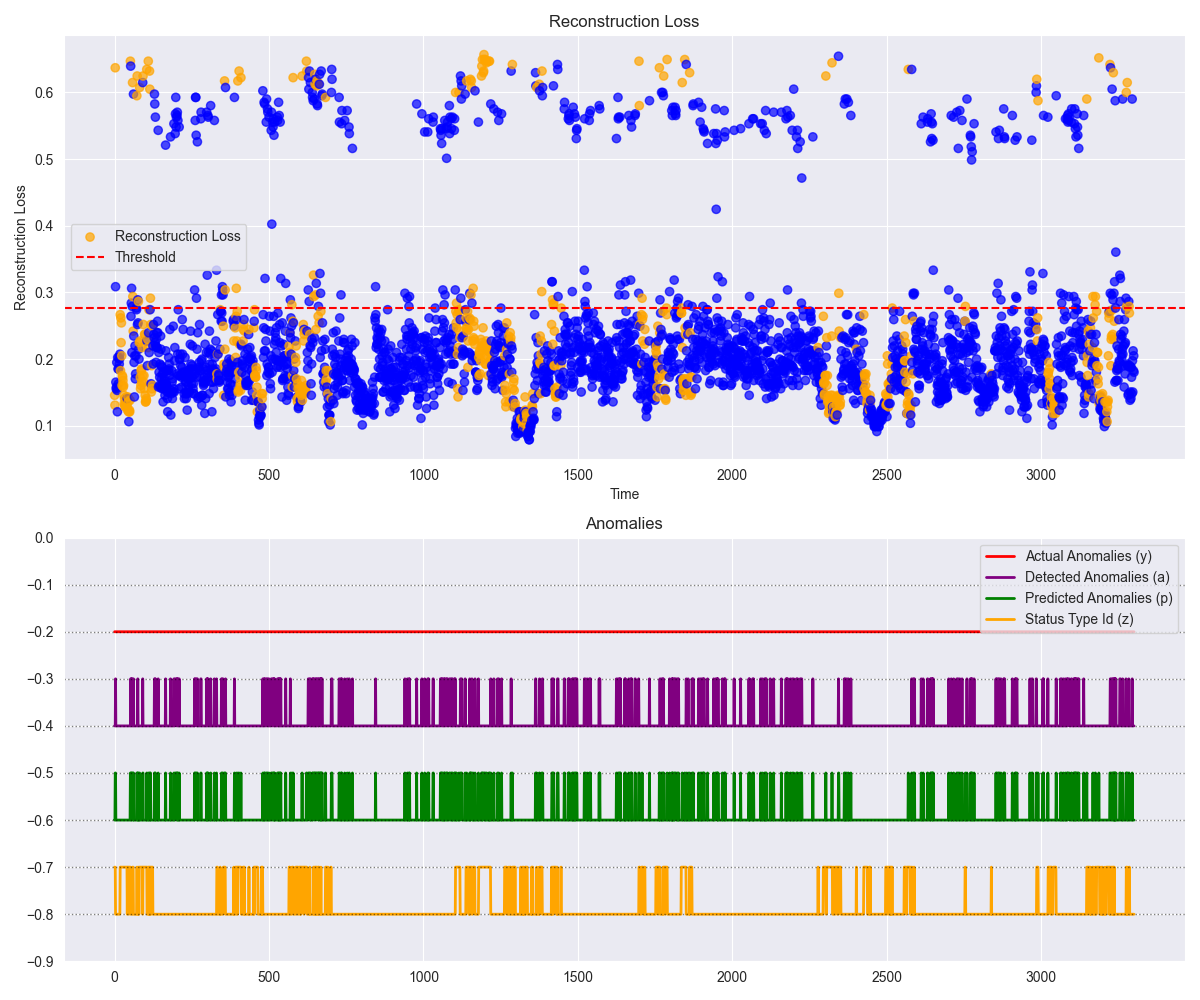 Reconstruction Loss
0.6
0.5
0.4
0.3
0.2
0.1
Reconstruction Loss
Reconstruction Loss
Threshold
0 500 1000 1500 2000 2500 3000
Time
Anomalies
0.0
−0.1
−0.2
−0.3
−0.4
−0.5
−0.6
−0.7
−0.8
−0.9
Actual Anomalies (y)
Detected Anomalies (a)
Predicted Anomalies (p)
Status Type Id (z)
0 500 1000 1500 2000 2500 3000